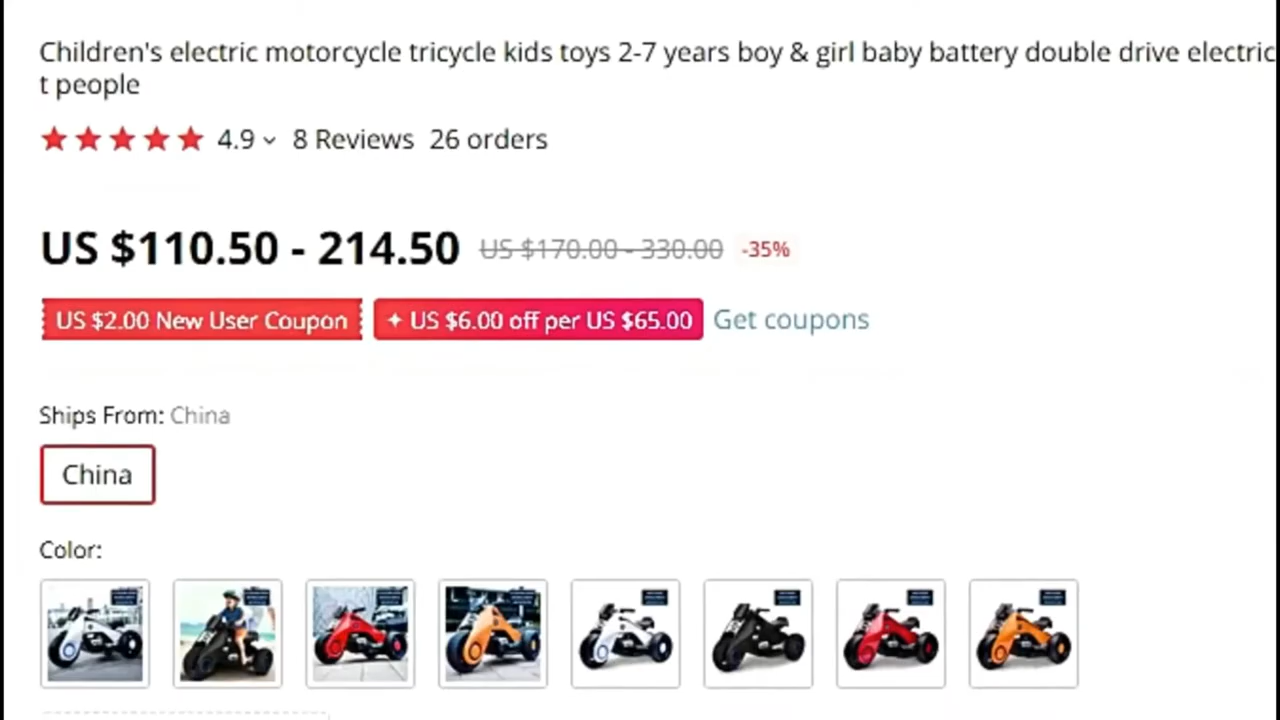 Children's electric motorcycle tricycle kids toys 2-7 years boy & girl baby battery double drive electric
t people
4.9 8 Reviews 26 orders
US $110.50 - 214.50 US $170.00 - 330.00 -35%
US $2.00 New User Coupon ✦ US $6.00 off per US $65.00 Get coupons
Ships From: China
China
Color: